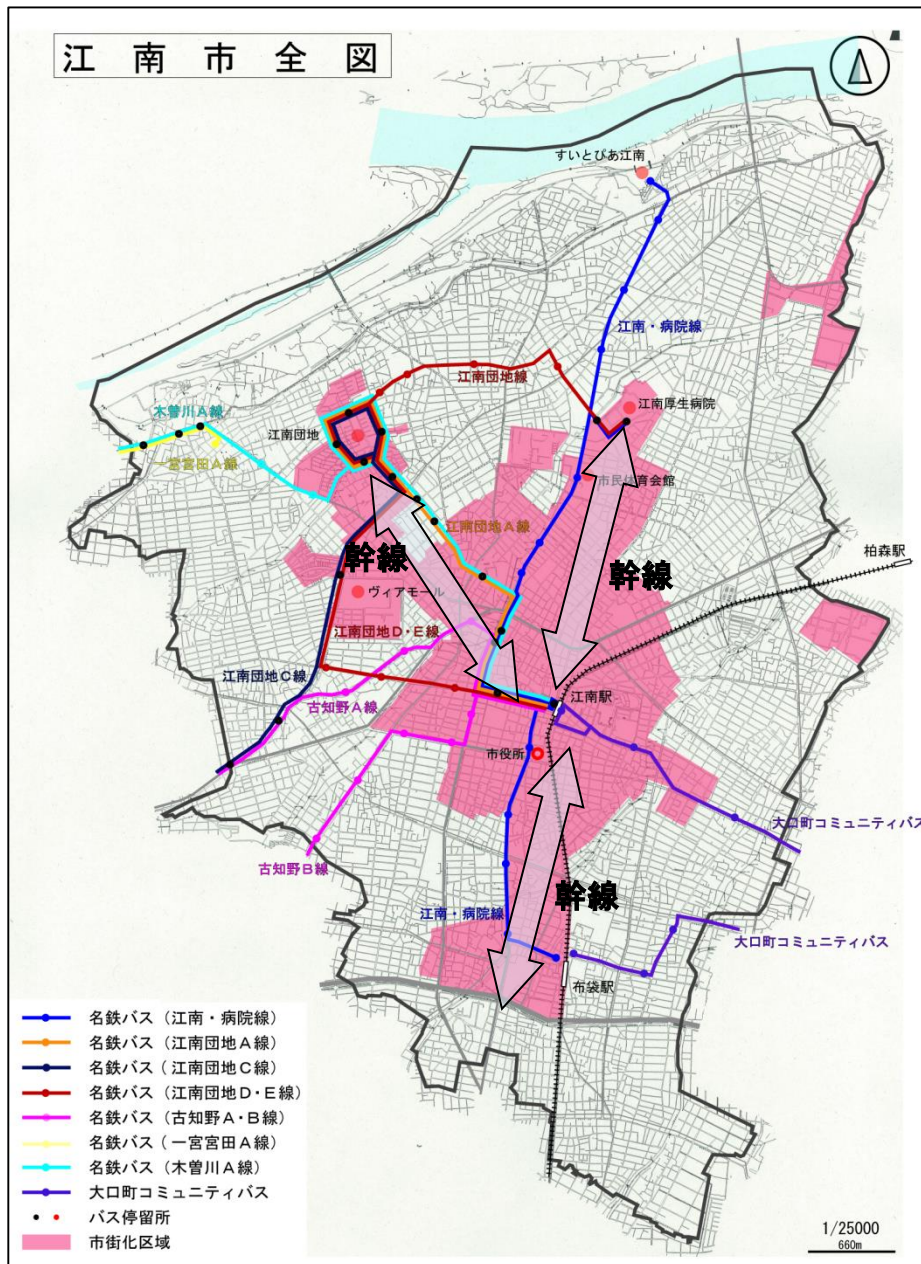 江南市全図
すいとぴあ江南
江南・病院線
江南団地線
木曽川A線
江南団地
江南厚生病院
一宮宮田A線
市民体育会館
江南団地A線
柏森駅
幹線
幹線
ヴィアモール
江南団地D・E線
江南団地C線
江南駅
古知野A線
市役所
大口町コミュニティバス
古知野B線
幹線
江南・病院線
大口町コミュニティバス
布袋駅
名鉄バス（江南・病院線）
名鉄バス（江南団地A線）
名鉄バス（江南団地C線）
名鉄バス（江南団地D・E線）
名鉄バス（古知野A・B線）
名鉄バス（一宮宮田A線）
名鉄バス（木曽川A線）
大口町コミュニティバス
バス停留所
市街化区域
1/25000
660m